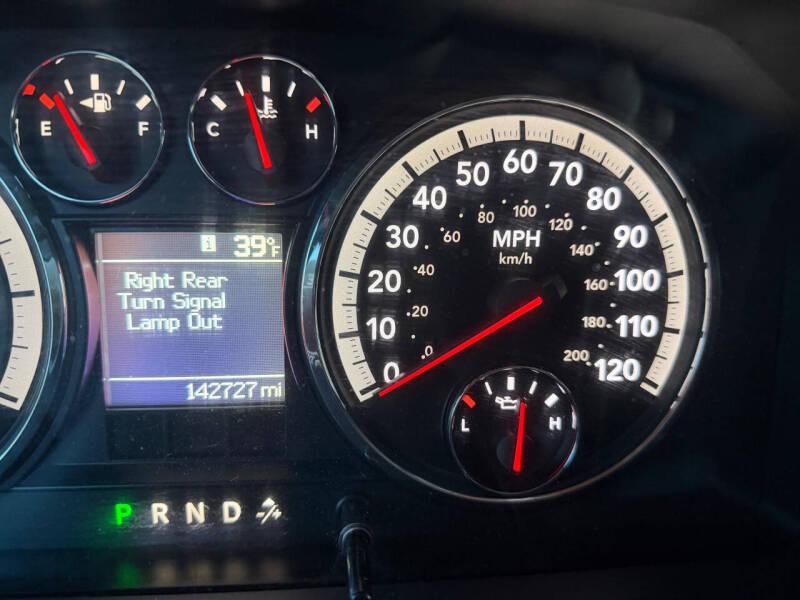 E F
C H
i 39°F
Right Rear
Turn Signal
Lamp Out
142727 mi
0 10 20 30 40 50 60 70 80 90 100 110 120
MPH
km/h
0 20 40 60 80 100 120 140 160 180 200
L H
P R N D -/+